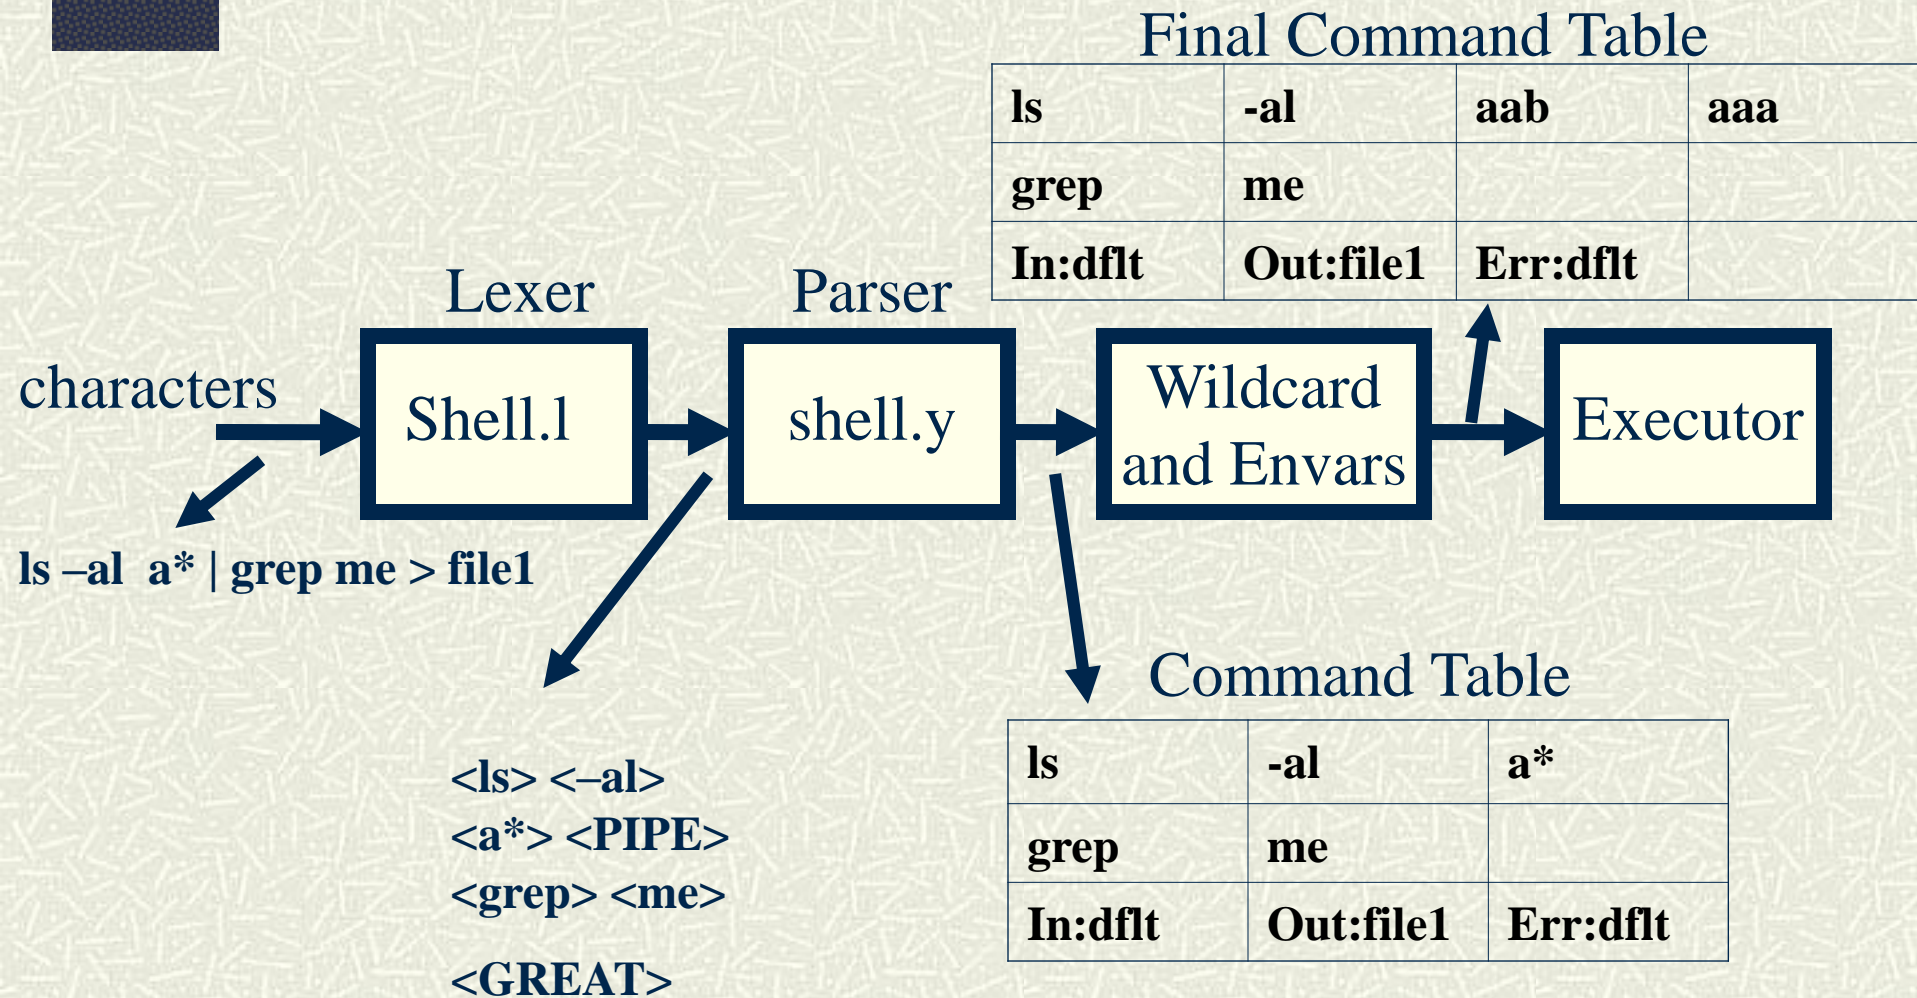 Final Command Table
ls -al aab aaa
grep me
In:dflt Out:file1 Err:dflt
Lexer
Parser
characters
Shell.l
shell.y
Wildcard
and Envars
Executor
ls –al a* | grep me > file1
<ls> <–al>
<a*> <PIPE>
<grep> <me>
<GREAT>
Command Table
ls -al a*
grep me
In:dflt Out:file1 Err:dflt